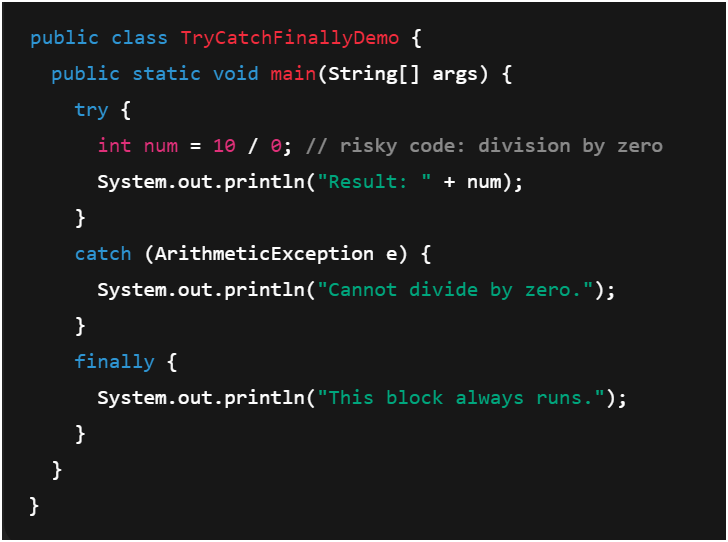 public class TryCatchFinallyDemo {
  public static void main(String[] args) {
    try {
      int num = 10 / 0; // risky code: division by zero
      System.out.println("Result: " + num);
    }
    catch (ArithmeticException e) {
      System.out.println("Cannot divide by zero.");
    }
    finally {
      System.out.println("This block always runs.");
    }
  }
}